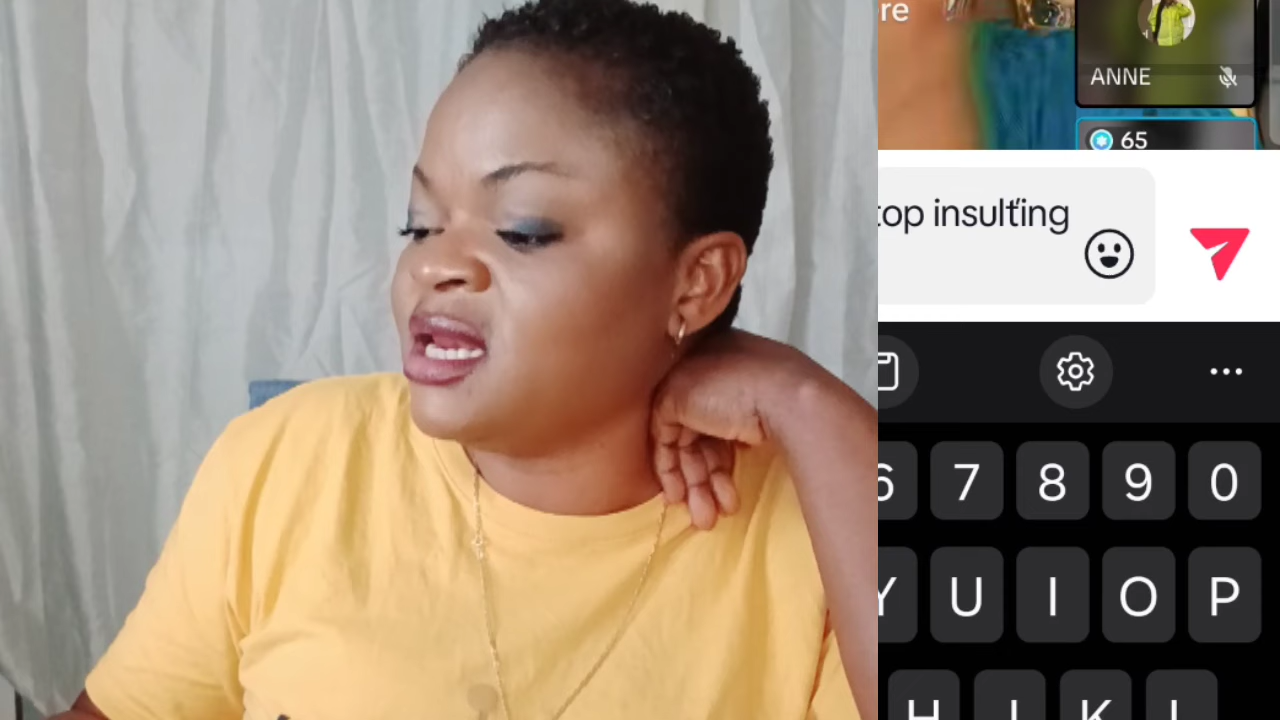 re
ANNE
65
top insulting
6 7 8 9 0
Y U I O P
H J K L